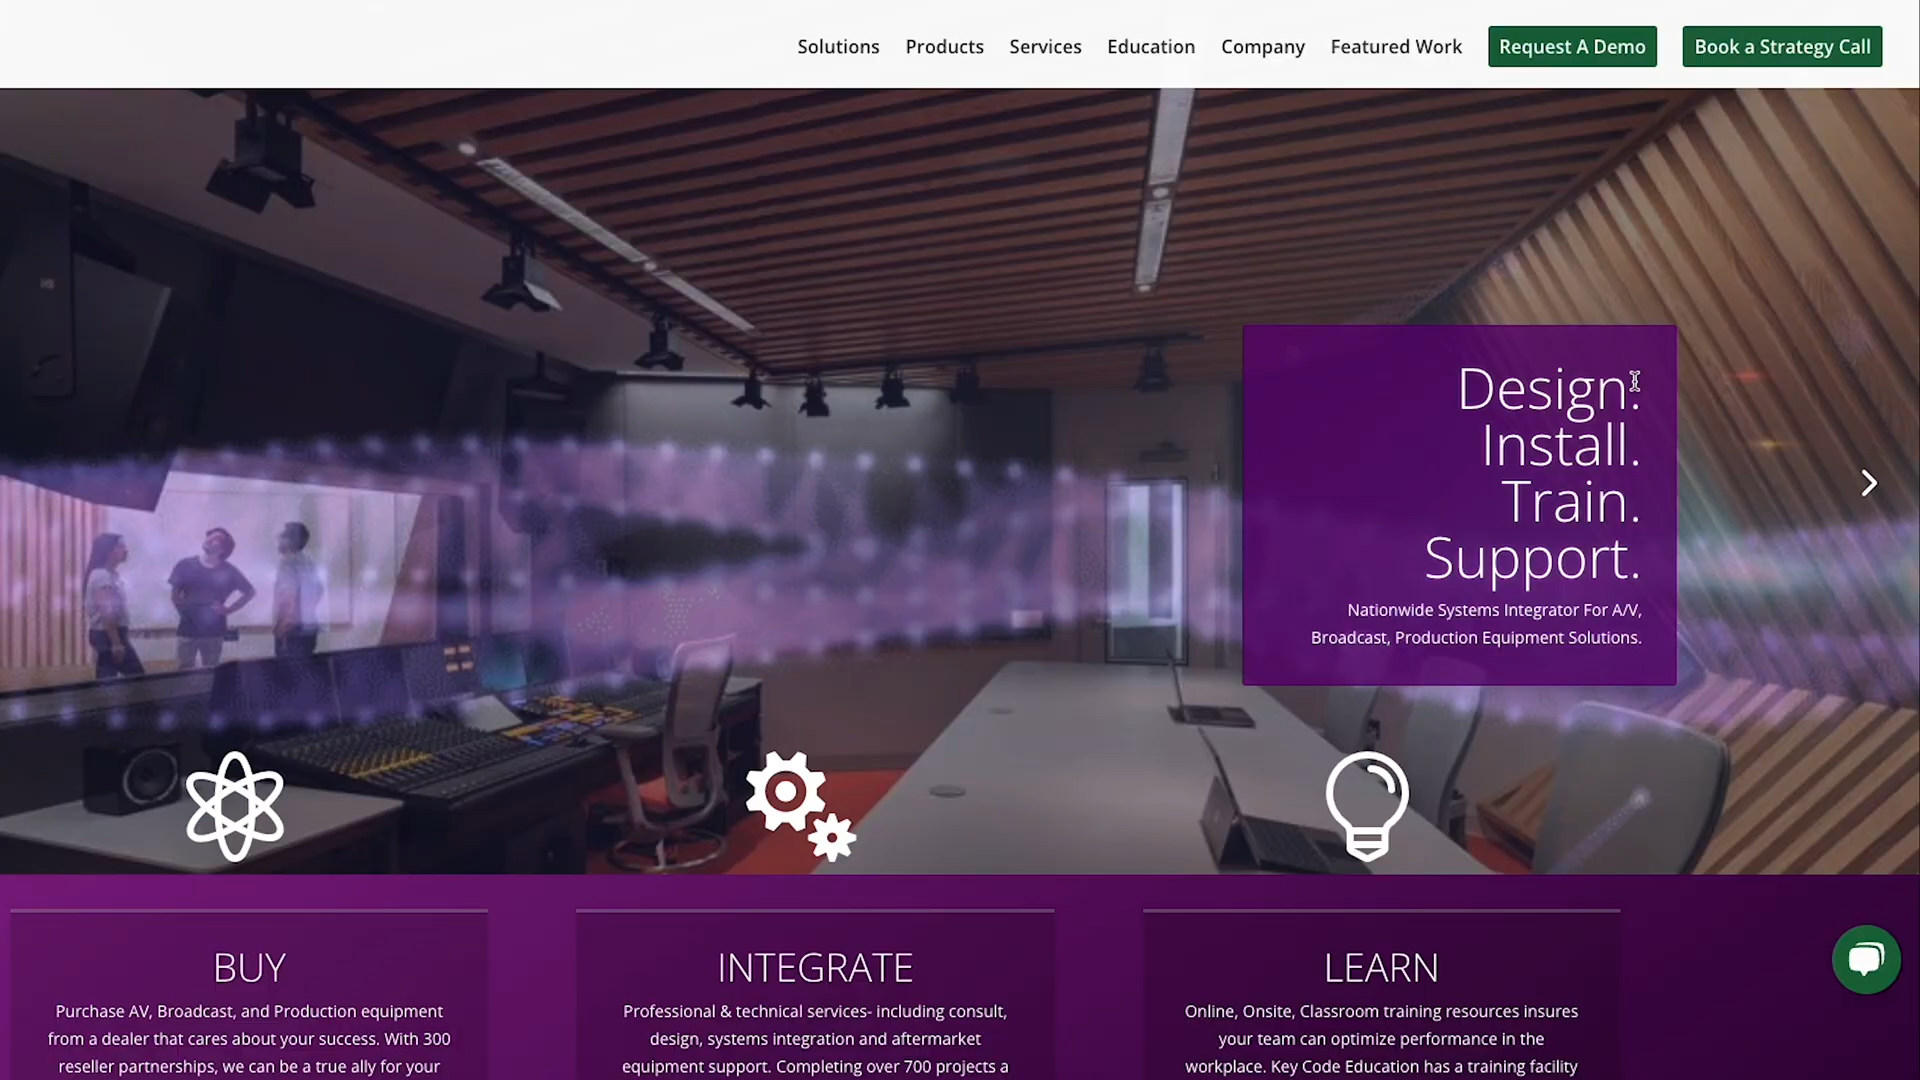 Solutions Products Services Education Company Featured Work Request A Demo Book a Strategy Call
Design.
Install.
Train.
Support.
Nationwide Systems Integrator For A/V,
Broadcast, Production Equipment Solutions.
BUY
Purchase AV, Broadcast, and Production equipment
from a dealer that cares about your success. With 300
reseller partnerships, we can be a true ally for your
INTEGRATE
Professional & technical services- including consult,
design, systems integration and aftermarket
equipment support. Completing over 700 projects a
LEARN
Online, Onsite, Classroom training resources insures
your team can optimize performance in the
workplace. Key Code Education has a training facility